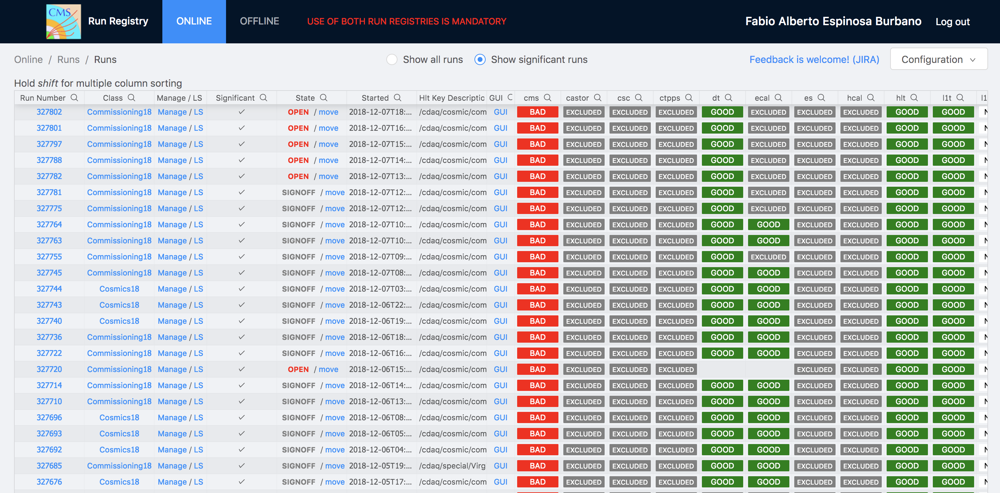 CMS Run Registry ONLINE OFFLINE USE OF BOTH RUN REGISTRIES IS MANDATORY Fabio Alberto Espinosa Burbano Log out
Online / Runs / Runs Show all runs Show significant runs Feedback is welcome! (JIRA) Configuration
Hold shift for multiple column sorting
Run Number Class Manage / LS Significant State Started Hlt Key Descriptio GUI cms castor csc ctpps dt ecal es hcal hlt l1t l1
327802 Commissioning18 Manage / LS ✓ OPEN / move 2018-12-07T18:... /cdaq/cosmic/com GUI BAD EXCLUDED EXCLUDED EXCLUDED GOOD EXCLUDED EXCLUDED EXCLUDED GOOD GOOD
327801 Commissioning18 Manage / LS ✓ OPEN / move 2018-12-07T16:... /cdaq/cosmic/com GUI BAD EXCLUDED EXCLUDED EXCLUDED GOOD EXCLUDED EXCLUDED EXCLUDED GOOD GOOD
327797 Commissioning18 Manage / LS ✓ OPEN / move 2018-12-07T15:... /cdaq/cosmic/com GUI BAD EXCLUDED EXCLUDED EXCLUDED GOOD EXCLUDED EXCLUDED EXCLUDED GOOD GOOD
327788 Commissioning18 Manage / LS ✓ OPEN / move 2018-12-07T14:... /cdaq/cosmic/com GUI BAD EXCLUDED EXCLUDED EXCLUDED GOOD EXCLUDED EXCLUDED EXCLUDED GOOD GOOD
327782 Commissioning18 Manage / LS ✓ OPEN / move 2018-12-07T13:... /cdaq/cosmic/com GUI BAD EXCLUDED EXCLUDED EXCLUDED GOOD EXCLUDED EXCLUDED EXCLUDED GOOD GOOD
327781 Commissioning18 Manage / LS ✓ SIGNOFF / move 2018-12-07T12:... /cdaq/cosmic/com GUI BAD EXCLUDED EXCLUDED EXCLUDED GOOD EXCLUDED EXCLUDED EXCLUDED GOOD GOOD
327775 Commissioning18 Manage / LS ✓ SIGNOFF / move 2018-12-07T12:... /cdaq/cosmic/com GUI BAD EXCLUDED EXCLUDED EXCLUDED GOOD EXCLUDED EXCLUDED EXCLUDED GOOD GOOD
327764 Commissioning18 Manage / LS ✓ SIGNOFF / move 2018-12-07T10:... /cdaq/cosmic/com GUI BAD EXCLUDED EXCLUDED EXCLUDED GOOD GOOD EXCLUDED EXCLUDED GOOD GOOD
327763 Commissioning18 Manage / LS ✓ SIGNOFF / move 2018-12-07T10:... /cdaq/cosmic/com GUI BAD EXCLUDED EXCLUDED EXCLUDED GOOD GOOD EXCLUDED EXCLUDED GOOD GOOD
327755 Commissioning18 Manage / LS ✓ SIGNOFF / move 2018-12-07T09:... /cdaq/cosmic/com GUI BAD EXCLUDED EXCLUDED EXCLUDED GOOD EXCLUDED EXCLUDED EXCLUDED GOOD GOOD
327745 Commissioning18 Manage / LS ✓ SIGNOFF / move 2018-12-07T08:... /cdaq/cosmic/com GUI BAD EXCLUDED EXCLUDED EXCLUDED GOOD GOOD EXCLUDED EXCLUDED GOOD GOOD
327744 Cosmics18 Manage / LS ✓ SIGNOFF / move 2018-12-07T03:... /cdaq/cosmic/com GUI BAD EXCLUDED EXCLUDED EXCLUDED GOOD GOOD EXCLUDED EXCLUDED GOOD GOOD
327743 Cosmics18 Manage / LS ✓ SIGNOFF / move 2018-12-06T22:... /cdaq/cosmic/com GUI BAD EXCLUDED EXCLUDED EXCLUDED GOOD GOOD EXCLUDED EXCLUDED GOOD GOOD
327740 Cosmics18 Manage / LS ✓ SIGNOFF / move 2018-12-06T19:... /cdaq/cosmic/com GUI BAD EXCLUDED EXCLUDED EXCLUDED GOOD GOOD EXCLUDED EXCLUDED GOOD GOOD
327736 Commissioning18 Manage / LS ✓ SIGNOFF / move 2018-12-06T18:... /cdaq/cosmic/com GUI BAD EXCLUDED EXCLUDED EXCLUDED GOOD GOOD EXCLUDED EXCLUDED GOOD GOOD
327722 Commissioning18 Manage / LS ✓ SIGNOFF / move 2018-12-06T16:... /cdaq/cosmic/com GUI BAD EXCLUDED EXCLUDED EXCLUDED GOOD GOOD EXCLUDED EXCLUDED GOOD GOOD
327720 Commissioning18 Manage / LS ✓ OPEN / move 2018-12-06T15:... /cdaq/cosmic/com GUI BAD EXCLUDED EXCLUDED EXCLUDED EXCLUDED EXCLUDED GOOD GOOD
327714 Commissioning18 Manage / LS ✓ SIGNOFF / move 2018-12-06T14:... /cdaq/cosmic/com GUI BAD EXCLUDED EXCLUDED EXCLUDED GOOD GOOD EXCLUDED EXCLUDED GOOD GOOD
327710 Commissioning18 Manage / LS ✓ SIGNOFF / move 2018-12-06T13:... /cdaq/cosmic/com GUI BAD EXCLUDED EXCLUDED EXCLUDED GOOD GOOD EXCLUDED EXCLUDED GOOD GOOD
327696 Cosmics18 Manage / LS ✓ SIGNOFF / move 2018-12-06T08:... /cdaq/cosmic/com GUI BAD EXCLUDED EXCLUDED EXCLUDED GOOD GOOD EXCLUDED EXCLUDED GOOD GOOD
327693 Cosmics18 Manage / LS ✓ SIGNOFF / move 2018-12-06T05:... /cdaq/cosmic/com GUI BAD EXCLUDED EXCLUDED EXCLUDED GOOD GOOD EXCLUDED EXCLUDED GOOD GOOD
327692 Cosmics18 Manage / LS ✓ SIGNOFF / move 2018-12-06T04:... /cdaq/cosmic/com GUI BAD EXCLUDED EXCLUDED EXCLUDED GOOD GOOD EXCLUDED EXCLUDED GOOD GOOD
327685 Commissioning18 Manage / LS ✓ SIGNOFF / move 2018-12-05T19:... /cdaq/special/Virg GUI BAD EXCLUDED EXCLUDED EXCLUDED GOOD GOOD EXCLUDED EXCLUDED GOOD GOOD
327676 Cosmics18 Manage / LS ✓ SIGNOFF / move 2018-12-05T17:... /cdaq/cosmic/com GUI BAD EXCLUDED EXCLUDED EXCLUDED GOOD GOOD EXCLUDED EXCLUDED GOOD GOOD